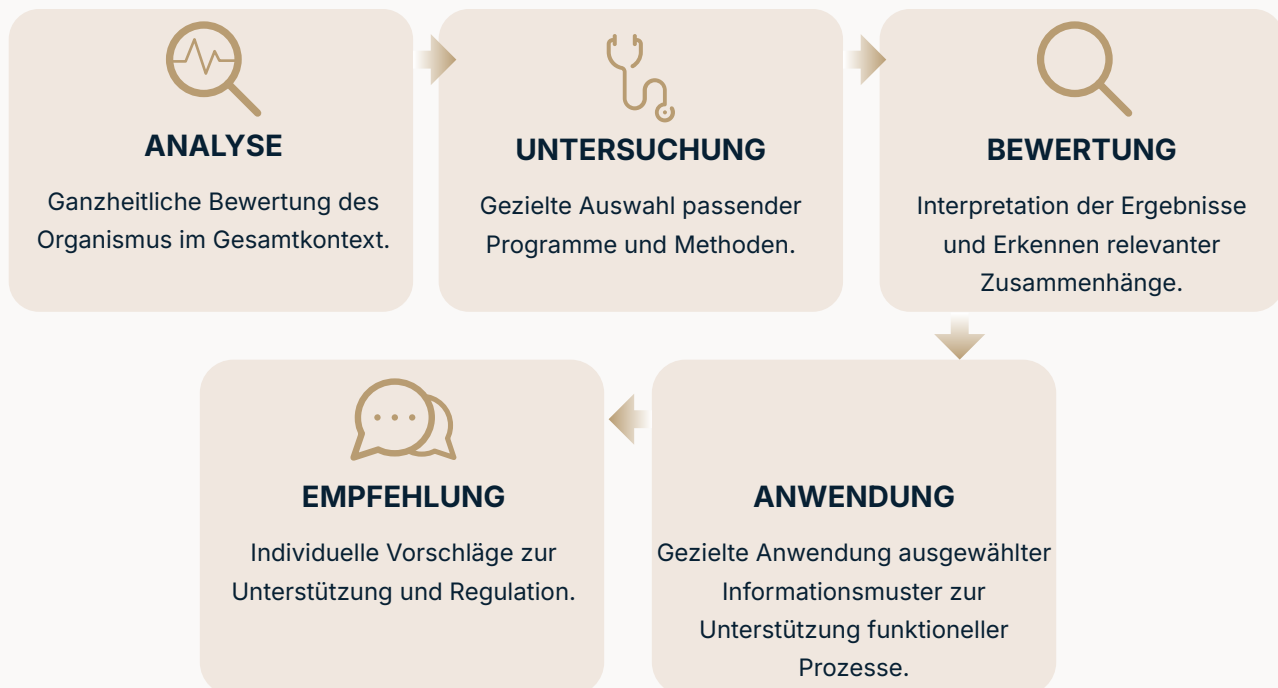 ANALYSE
Ganzheitliche Bewertung des
Organismus im Gesamtkontext.
UNTERSUCHUNG
Gezielte Auswahl passender
Programme und Methoden.
BEWERTUNG
Interpretation der Ergebnisse
und Erkennen relevanter
Zusammenhänge.
ANWENDUNG
Gezielte Anwendung ausgewählter
Informationsmuster zur
Unterstützung funktioneller
Prozesse.
EMPFEHLUNG
Individuelle Vorschläge zur
Unterstützung und Regulation.